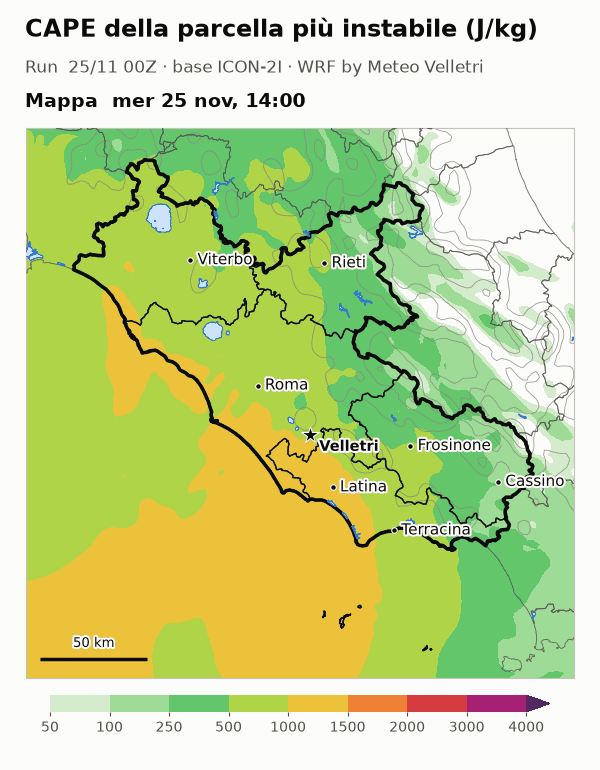 CAPE della parcella più instabile (J/kg)
Run  25/11 00Z · base ICON-2I · WRF by Meteo Velletri
Mappa  mer 25 nov, 14:00
Viterbo
Rieti
Roma
Velletri
Frosinone
Cassino
Latina
Terracina
50 km
50 100 250 500 1000 1500 2000 3000 4000